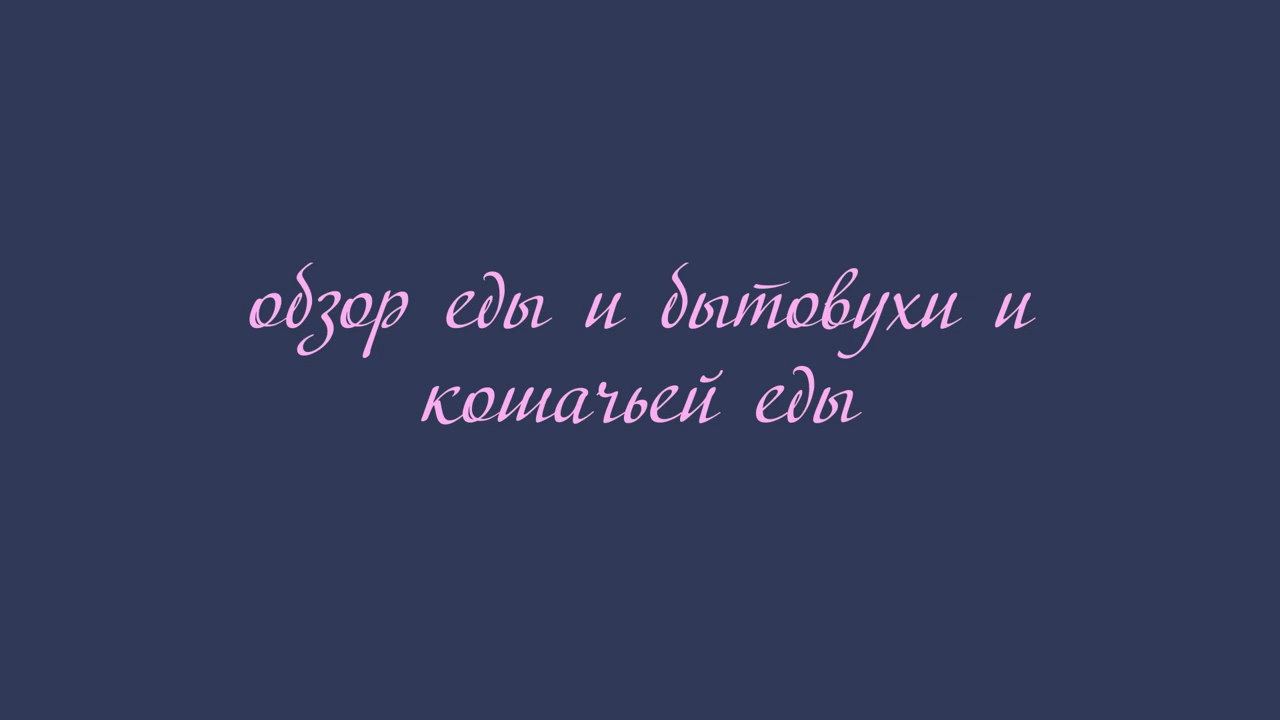 обзор еды и бытовухи и
кошачьей еды